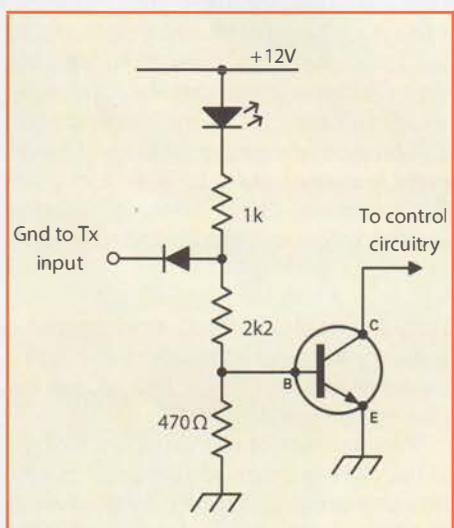 +12V
1k
Gnd to Tx
input
To control
circuitry
2k2
C
B
E
470Ω